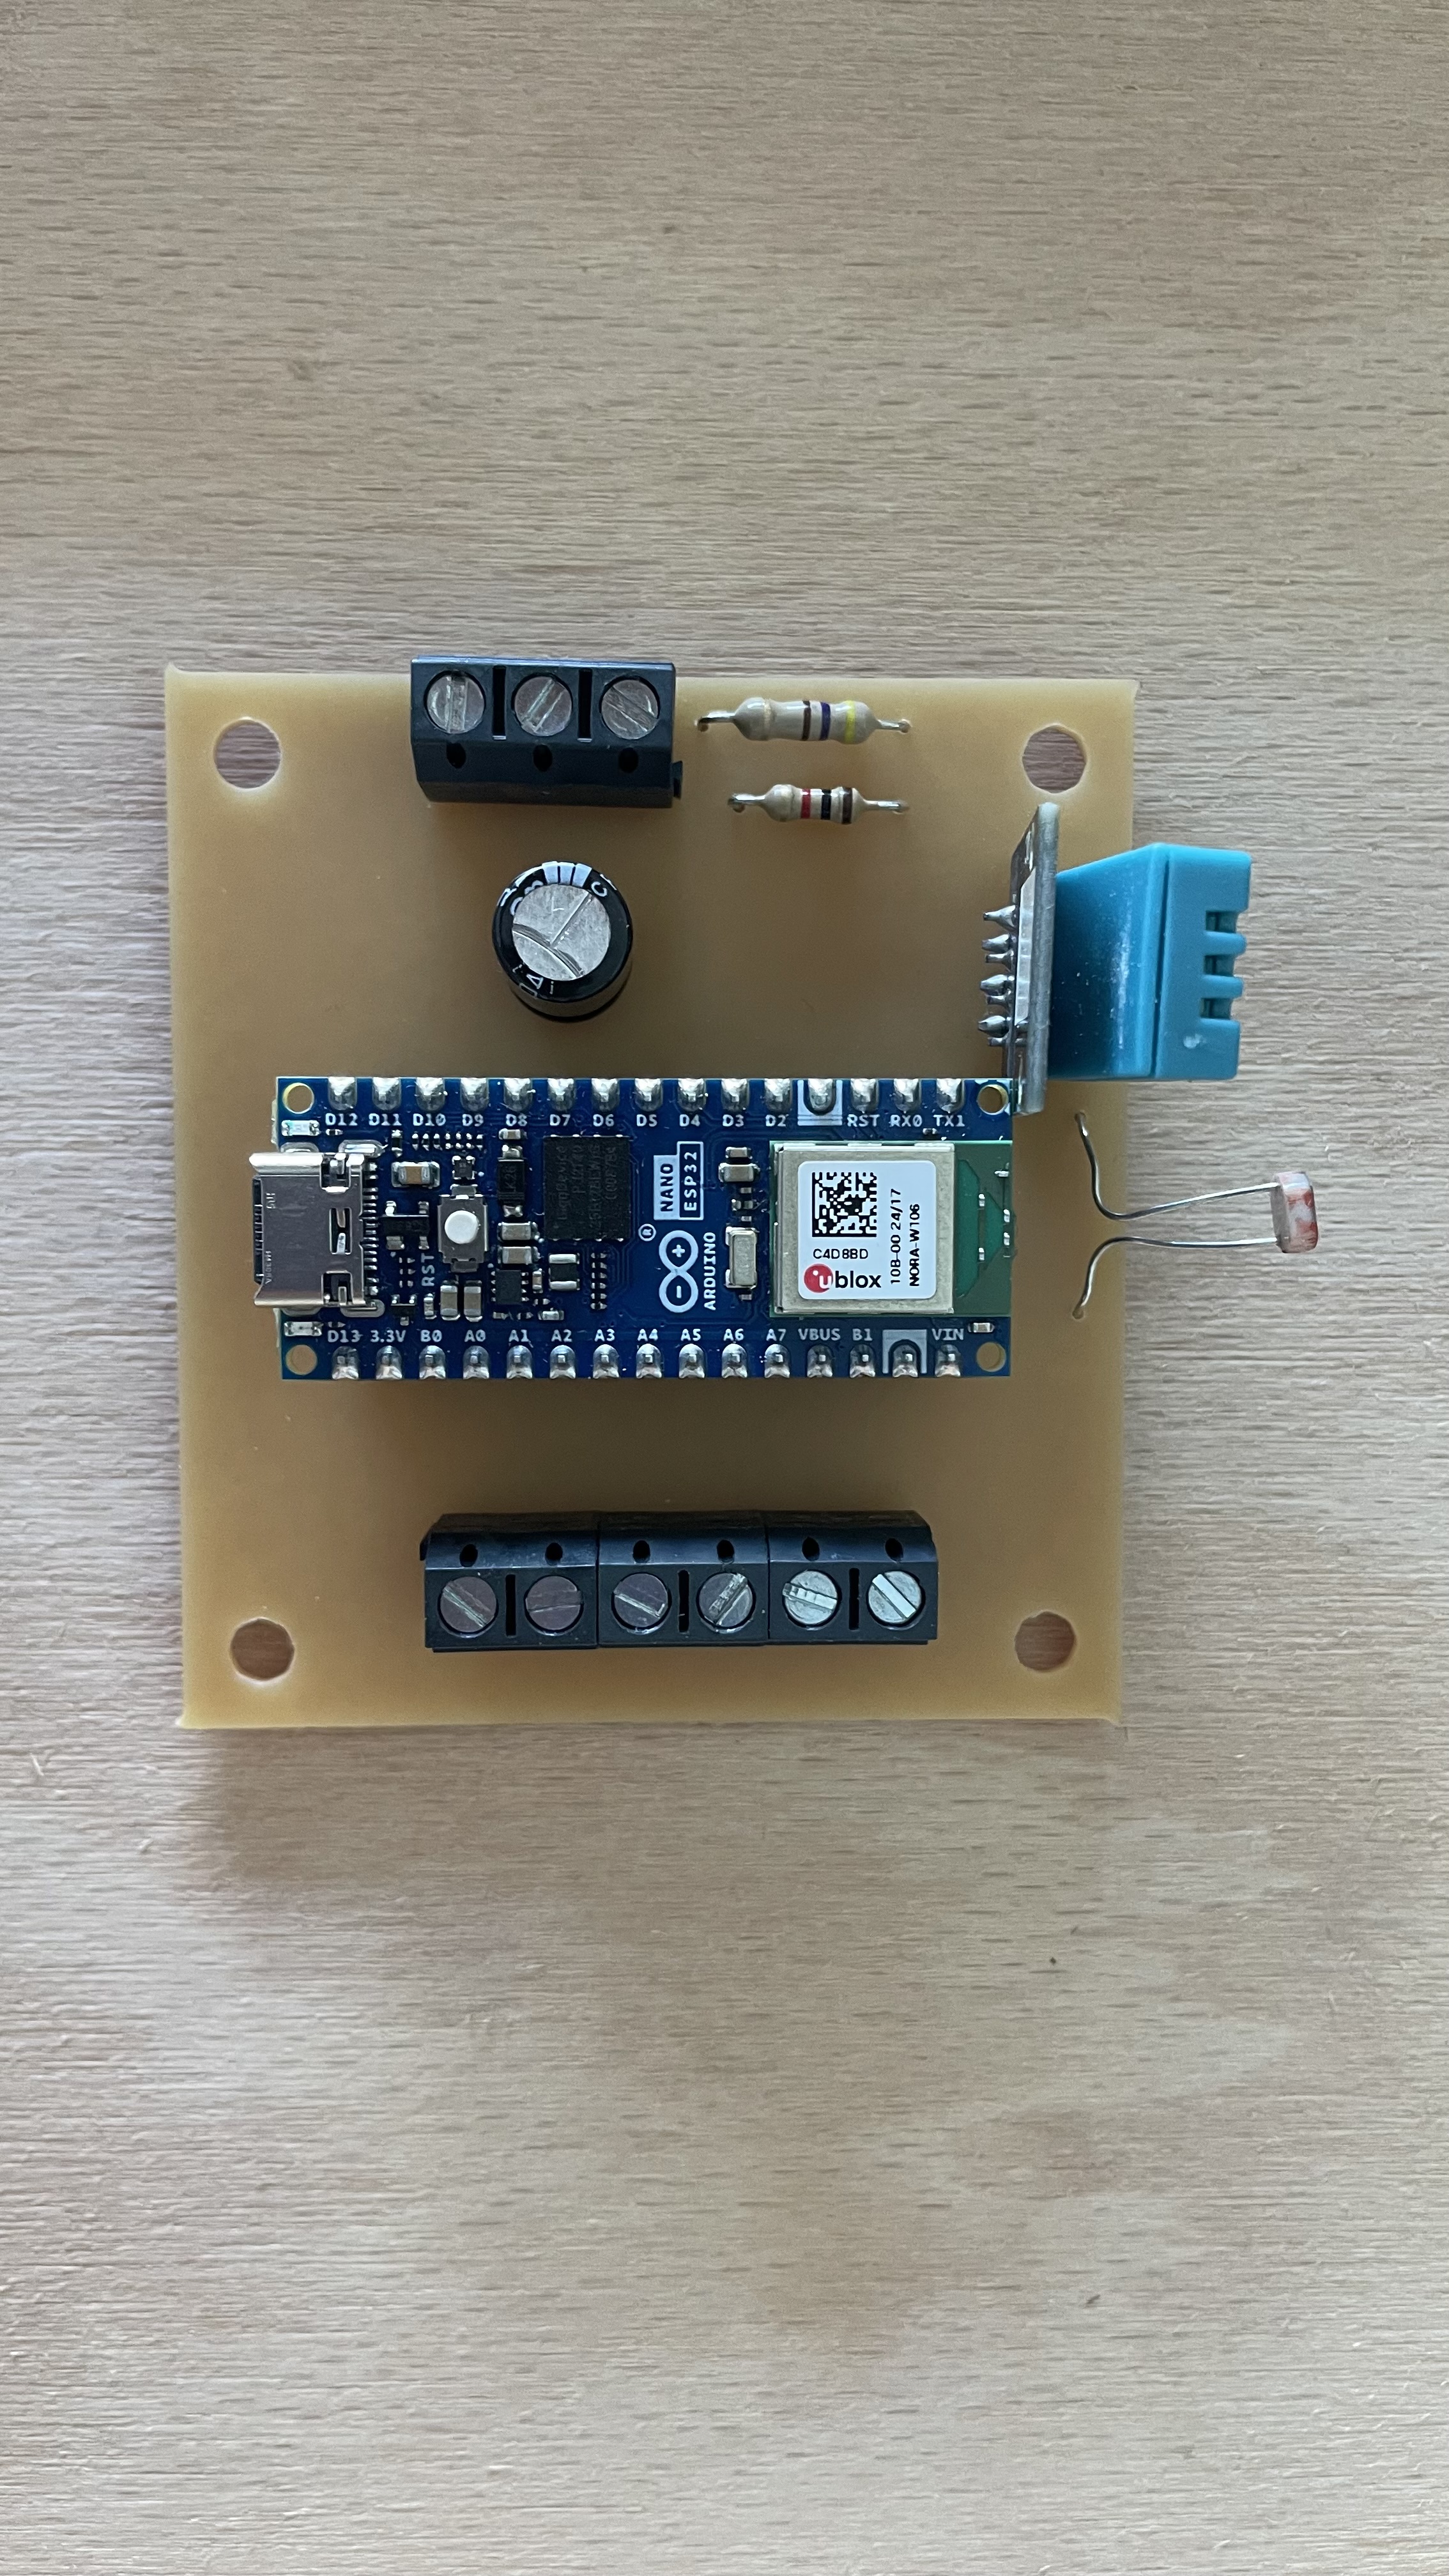 TX1
RX0
RST
D2
D3
D4
D5
D6
D7
D8
D9
D10
D11
D12
NORA-W106
10B-00 24/17
C4D8BD
ublox
ARDUINO
NANO
ESP32
®
GigaDevice
RST
VIN
B1
VBUS
A7
A6
A5
A4
A3
A2
A1
A0
B0
3.3V
D13